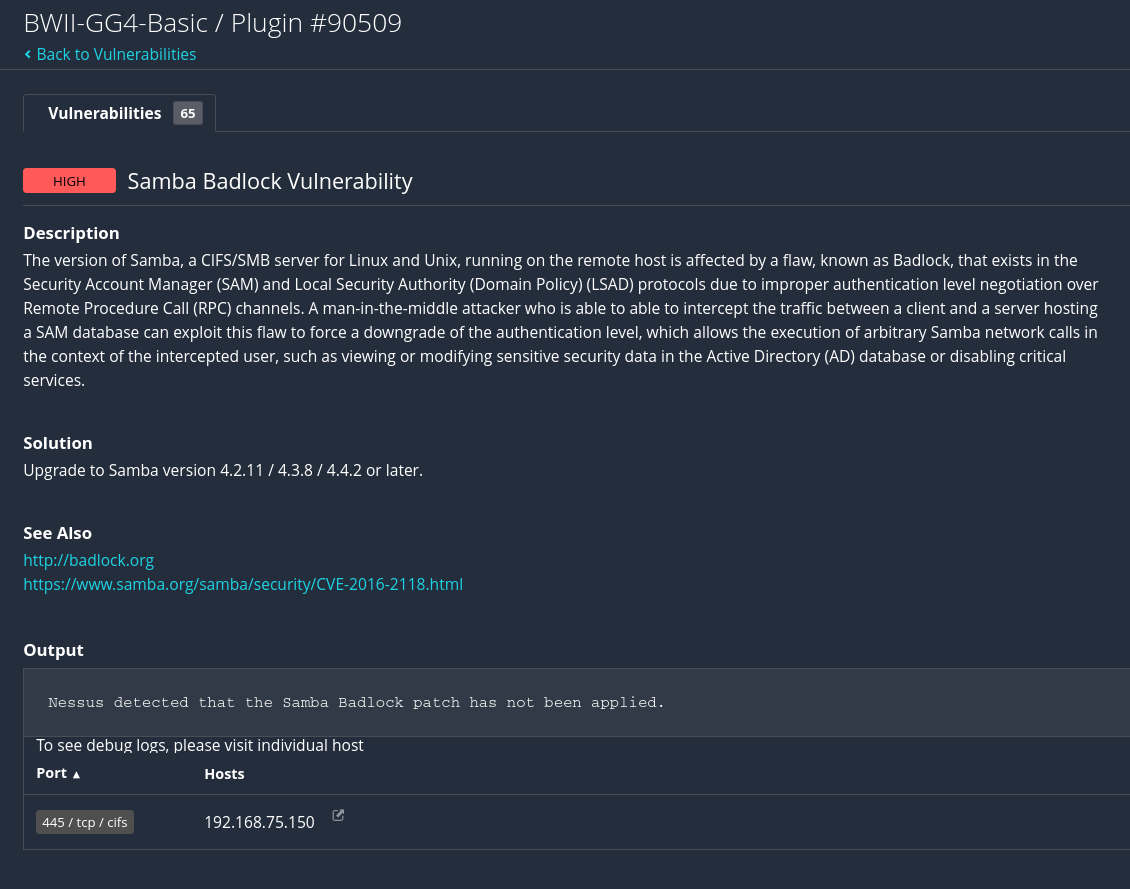 BWII-GG4-Basic / Plugin #90509
‹ Back to Vulnerabilities
Vulnerabilities 65
HIGH Samba Badlock Vulnerability
Description
The version of Samba, a CIFS/SMB server for Linux and Unix, running on the remote host is affected by a flaw, known as Badlock, that exists in the
Security Account Manager (SAM) and Local Security Authority (Domain Policy) (LSAD) protocols due to improper authentication level negotiation over
Remote Procedure Call (RPC) channels. A man-in-the-middle attacker who is able to able to intercept the traffic between a client and a server hosting
a SAM database can exploit this flaw to force a downgrade of the authentication level, which allows the execution of arbitrary Samba network calls in
the context of the intercepted user, such as viewing or modifying sensitive security data in the Active Directory (AD) database or disabling critical
services.
Solution
Upgrade to Samba version 4.2.11 / 4.3.8 / 4.4.2 or later.
See Also
http://badlock.org
https://www.samba.org/samba/security/CVE-2016-2118.html
Output
Nessus detected that the Samba Badlock patch has not been applied.
To see debug logs, please visit individual host
Port ▲ Hosts
445 / tcp / cifs 192.168.75.150